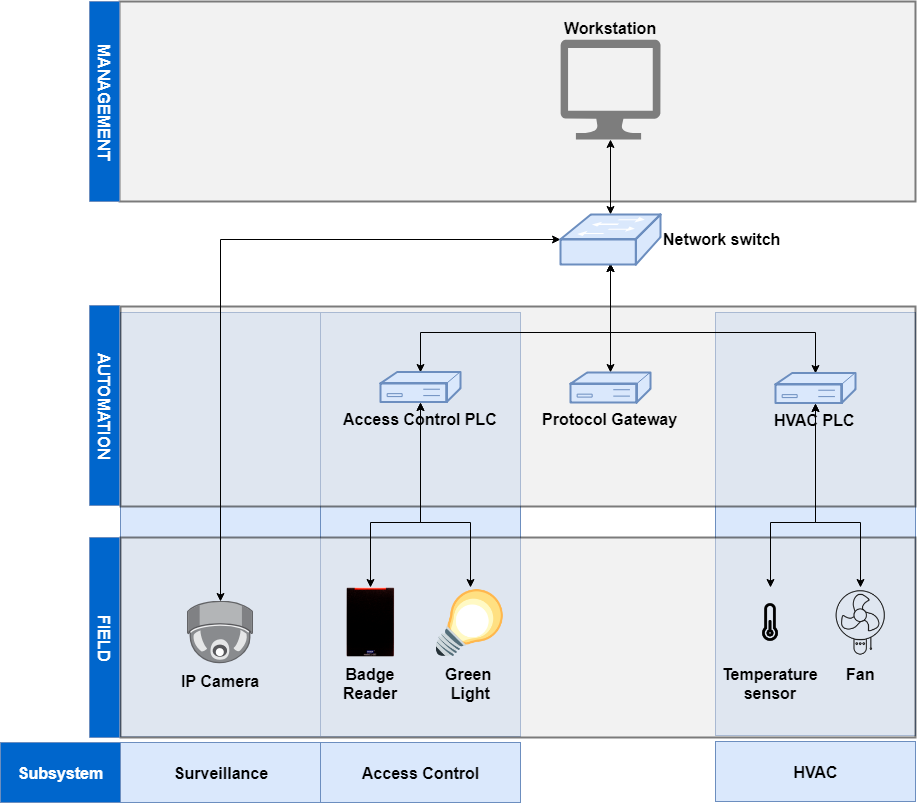 Workstation
MANAGEMENT
Network switch
AUTOMATION
Access Control PLC
Protocol Gateway
HVAC PLC
FIELD
IP Camera
Badge
Reader
Green
Light
Temperature
sensor
Fan
Subsystem
Surveillance
Access Control
HVAC